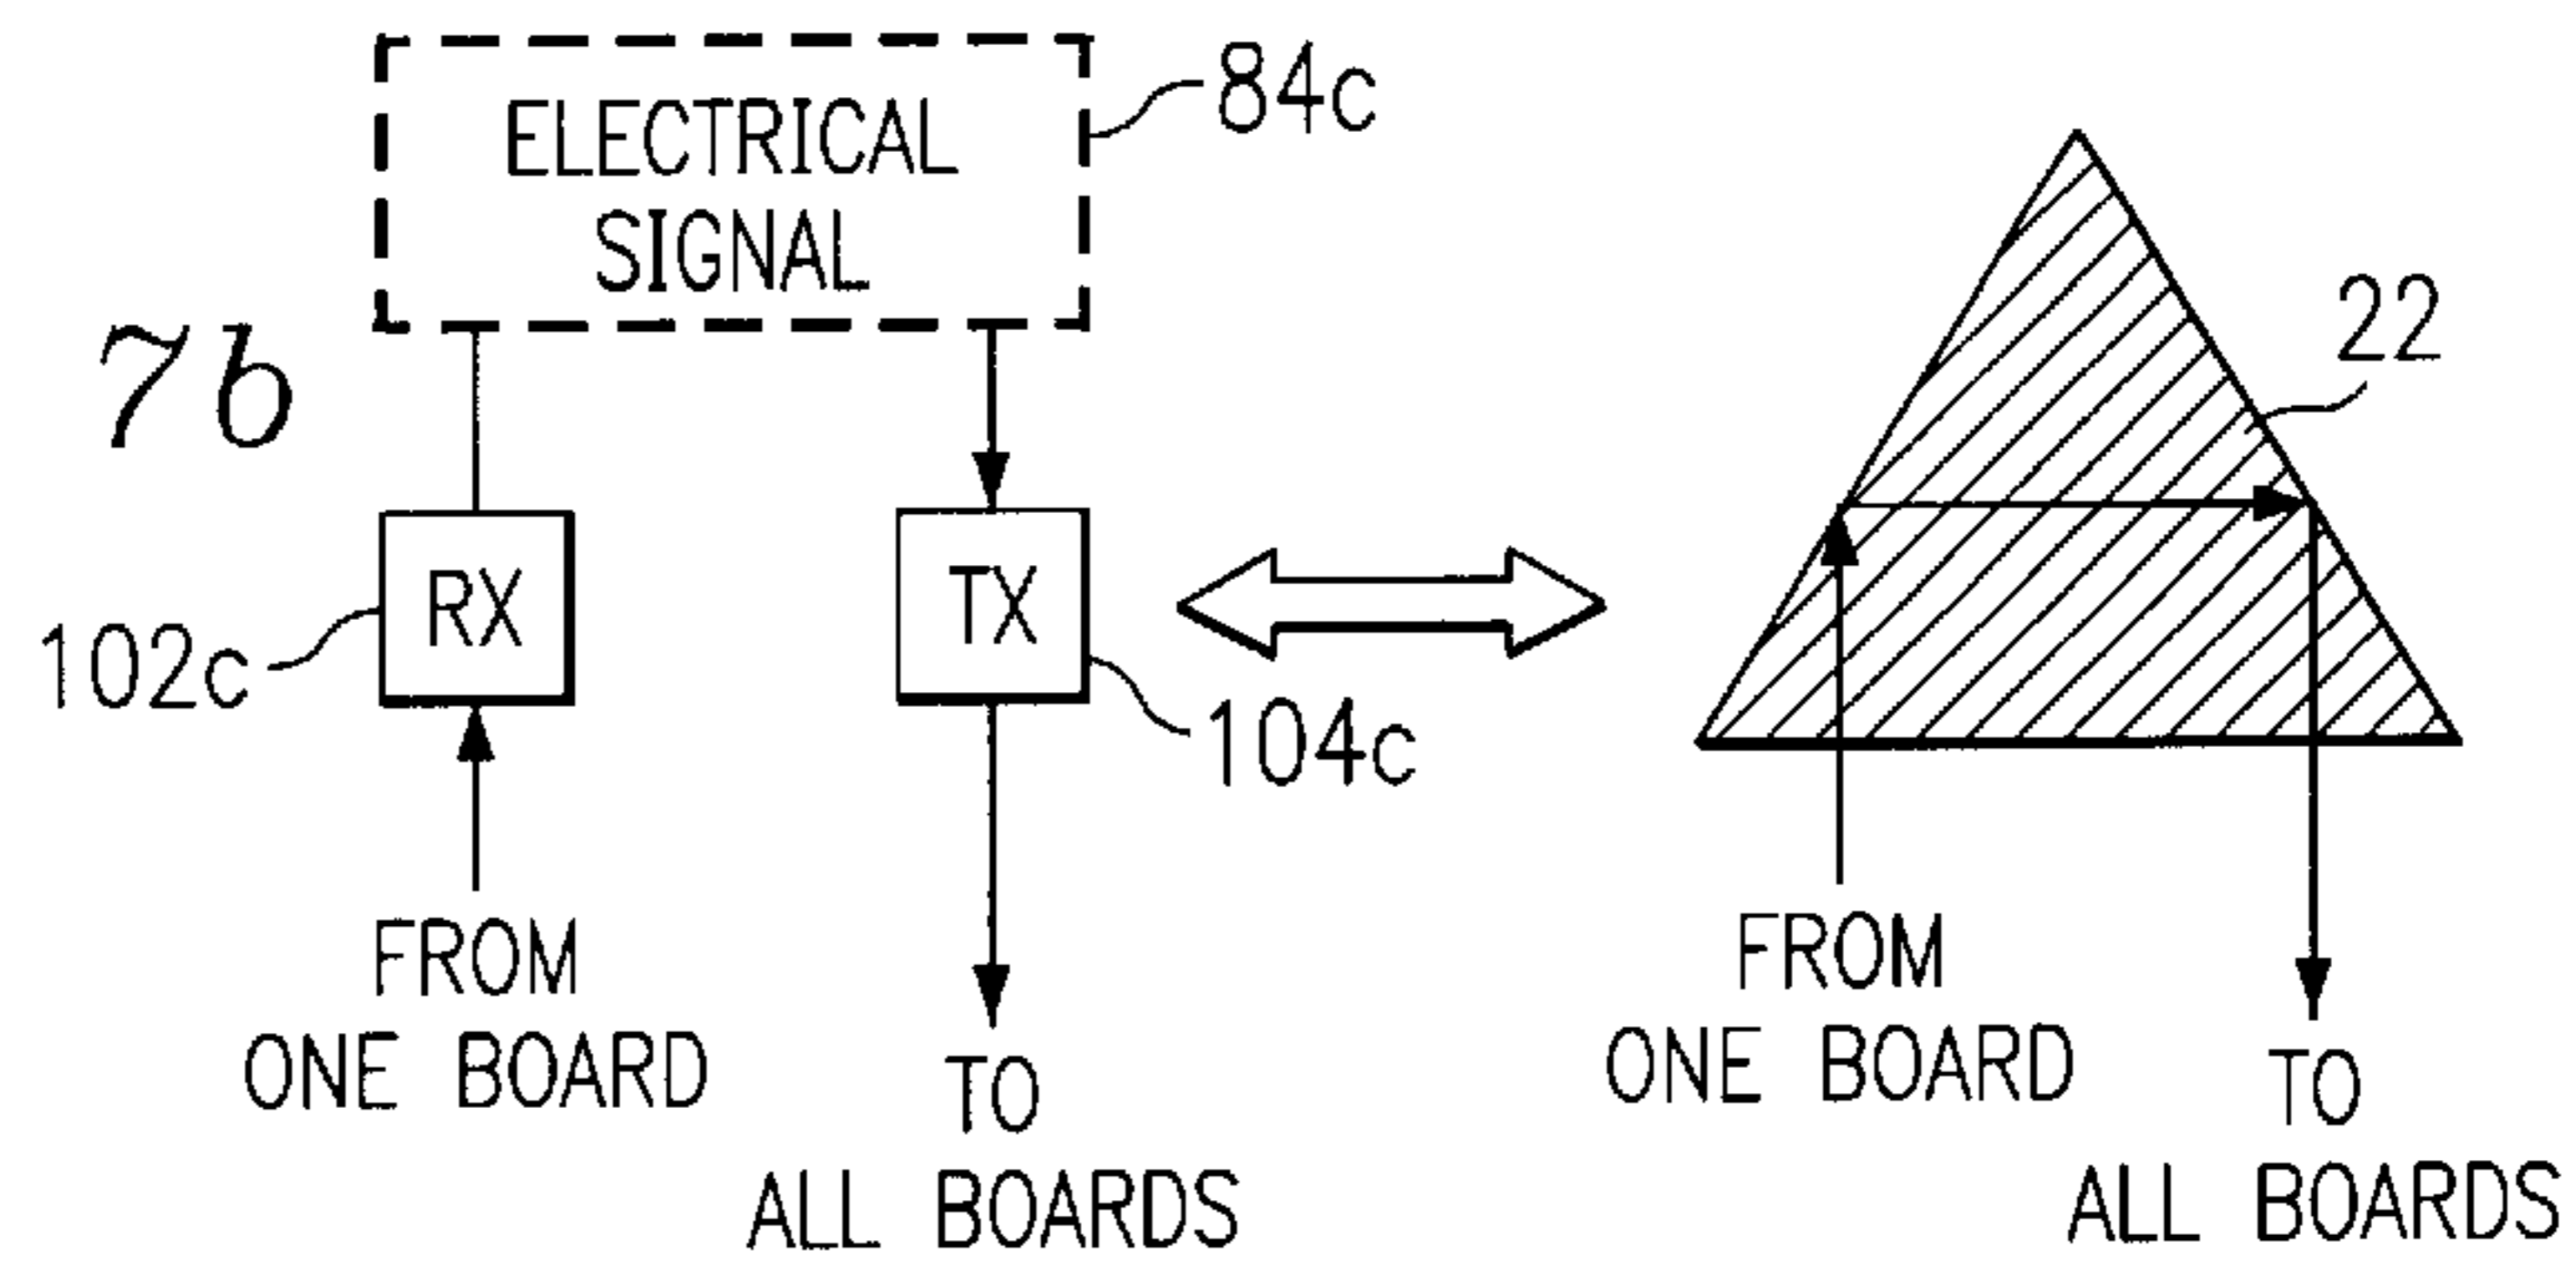 ELECTRICAL
SIGNAL
84c
7b
22
RX
TX
102c
104c
FROM
ONE BOARD
TO
ALL BOARDS
FROM
ONE BOARD
TO
ALL BOARDS